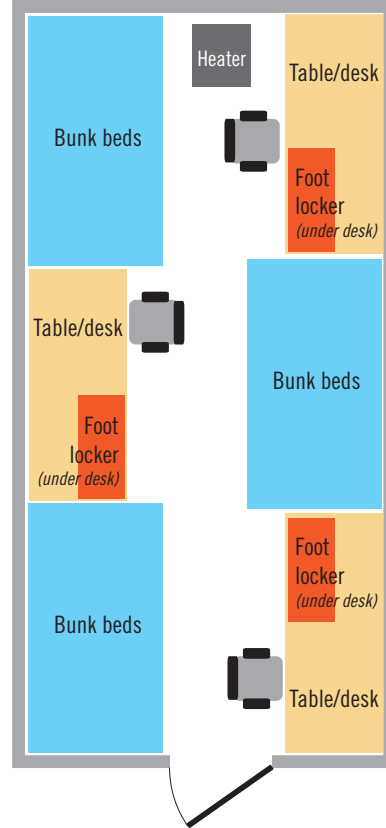 Heater
Table/desk
Bunk beds
Foot
locker
(under desk)
Table/desk
Bunk beds
Foot
locker
(under desk)
Foot
locker
(under desk)
Bunk beds
Table/desk